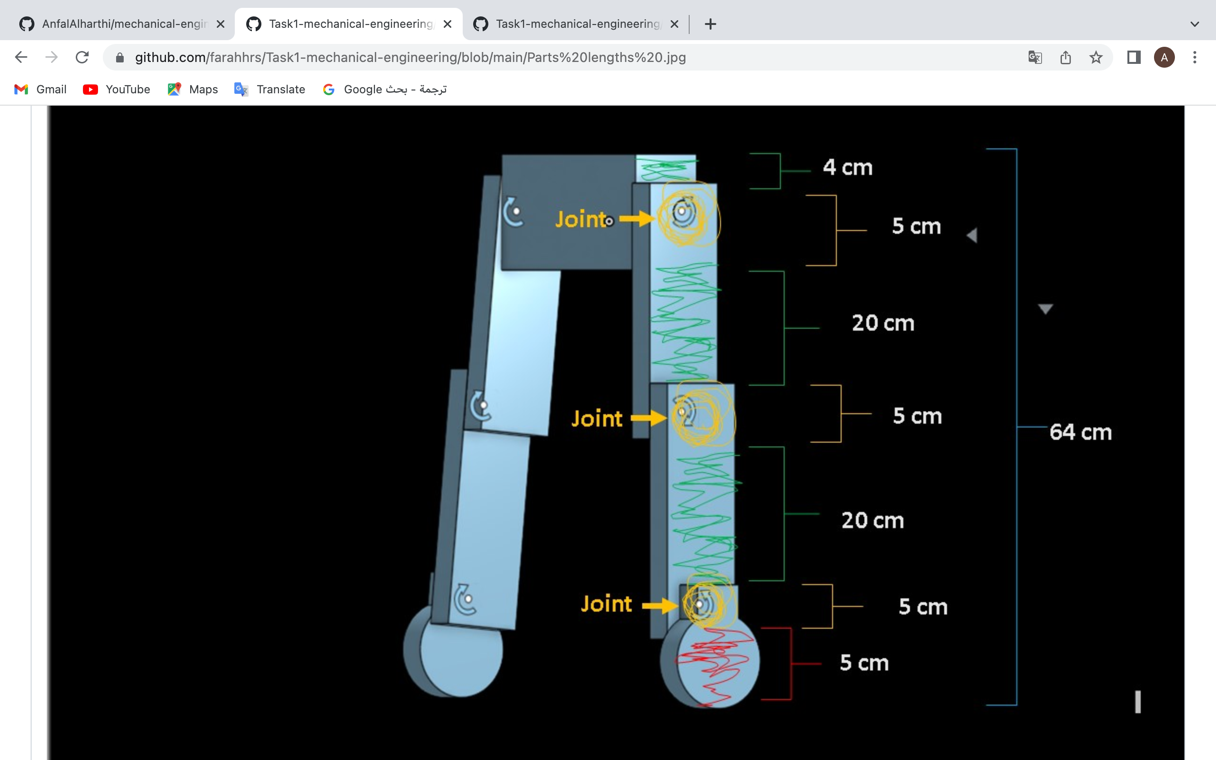 AnfalAlharthi/mechanical-engin
Task1-mechanical-engineering
Task1-mechanical-engineering
github.com/farahhrs/Task1-mechanical-engineering/blob/main/Parts%20lengths%20.jpg
A
Gmail
YouTube
Maps
Translate
ترجمة - بحث Google
4 cm
Joint
5 cm
20 cm
Joint
5 cm
64 cm
20 cm
Joint
5 cm
5 cm